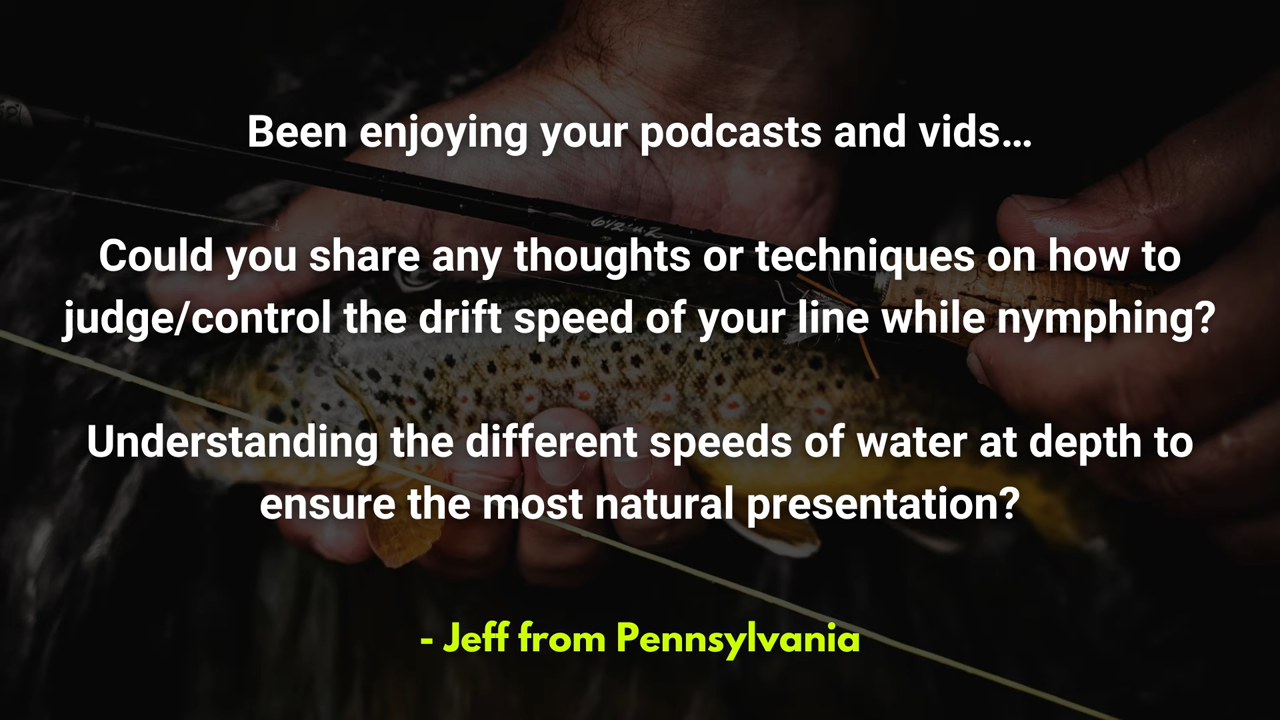 Been enjoying your podcasts and vids...
Could you share any thoughts or techniques on how to
judge/control the drift speed of your line while nymphing?
Understanding the different speeds of water at depth to
ensure the most natural presentation?
- Jeff from Pennsylvania